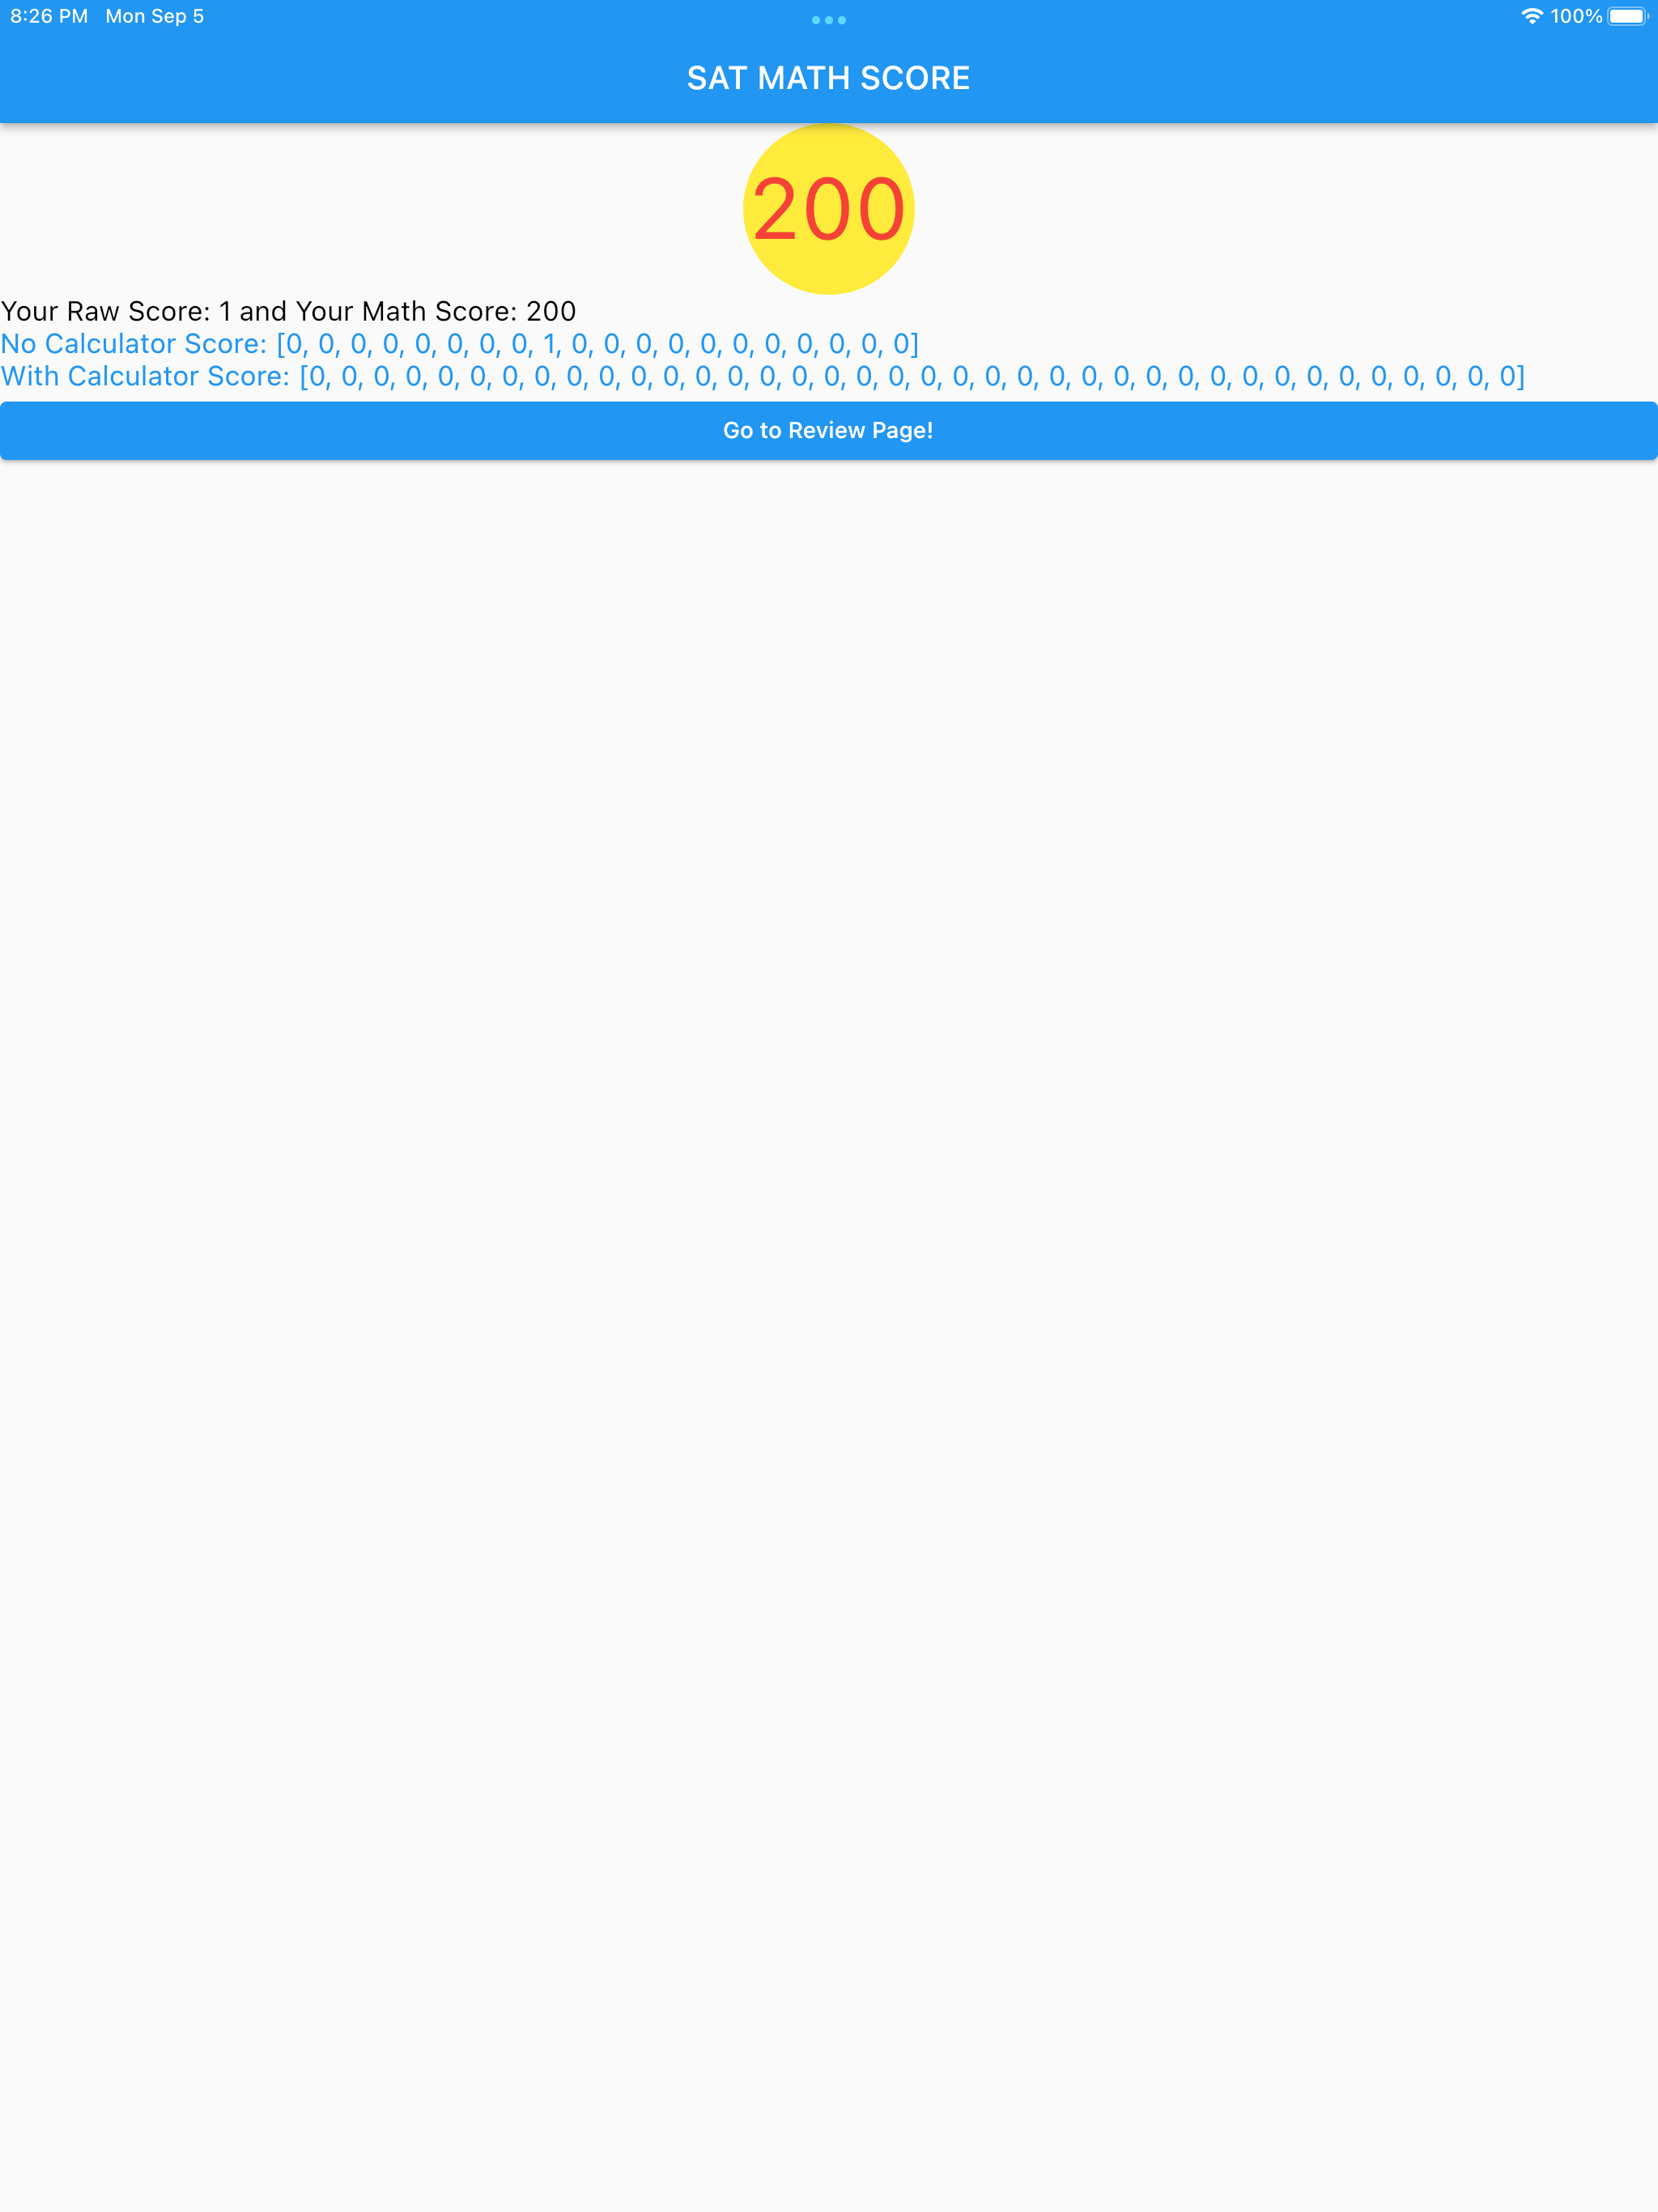 8:26 PM Mon Sep 5 100%
SAT MATH SCORE
200
Your Raw Score: 1 and Your Math Score: 200
No Calculator Score: [0, 0, 0, 0, 0, 0, 0, 0, 1, 0, 0, 0, 0, 0, 0, 0, 0, 0, 0, 0]
With Calculator Score: [0, 0, 0, 0, 0, 0, 0, 0, 0, 0, 0, 0, 0, 0, 0, 0, 0, 0, 0, 0, 0, 0, 0, 0, 0, 0, 0, 0, 0, 0, 0, 0, 0, 0, 0, 0, 0, 0]
Go to Review Page!